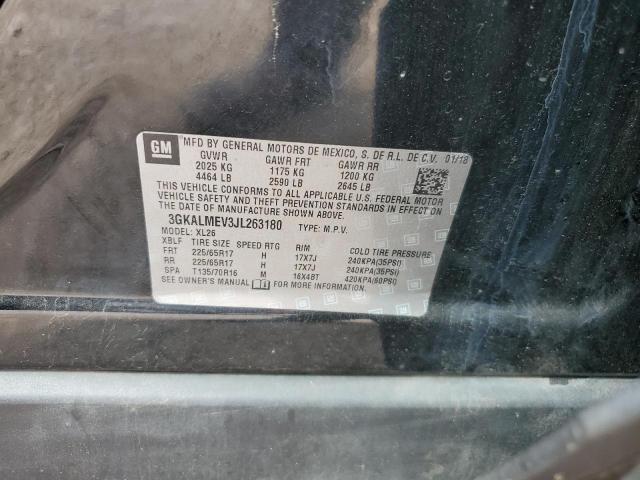 GM
MFD BY GENERAL MOTORS DE MEXICO, S. DE R.L. DE C.V. 01/18
GVWR GAWR FRT GAWR RR
2025 KG 1175 KG 1200 KG
4464 LB 2590 LB 2645 LB
THIS VEHICLE CONFORMS TO ALL APPLICABLE U.S. FEDERAL MOTOR
VEHICLE SAFETY AND THEFT PREVENTION STANDARDS IN EFFECT ON
THE DATE OF MANUFACTURE SHOWN ABOVE.
3GKALMEV3JL263180 TYPE: M.P.V.
MODEL: XL26
XBLF TIRE SIZE SPEED RTG RIM COLD TIRE PRESSURE
FRT 225/65R17 H 17X7J 240KPA(35PSI)
RR 225/65R17 H 17X7J 240KPA(35PSI)
SPA T135/70R16 M 16X4BT 420KPA(60PSI)
SEE OWNER'S MANUAL FOR MORE INFORMATION.